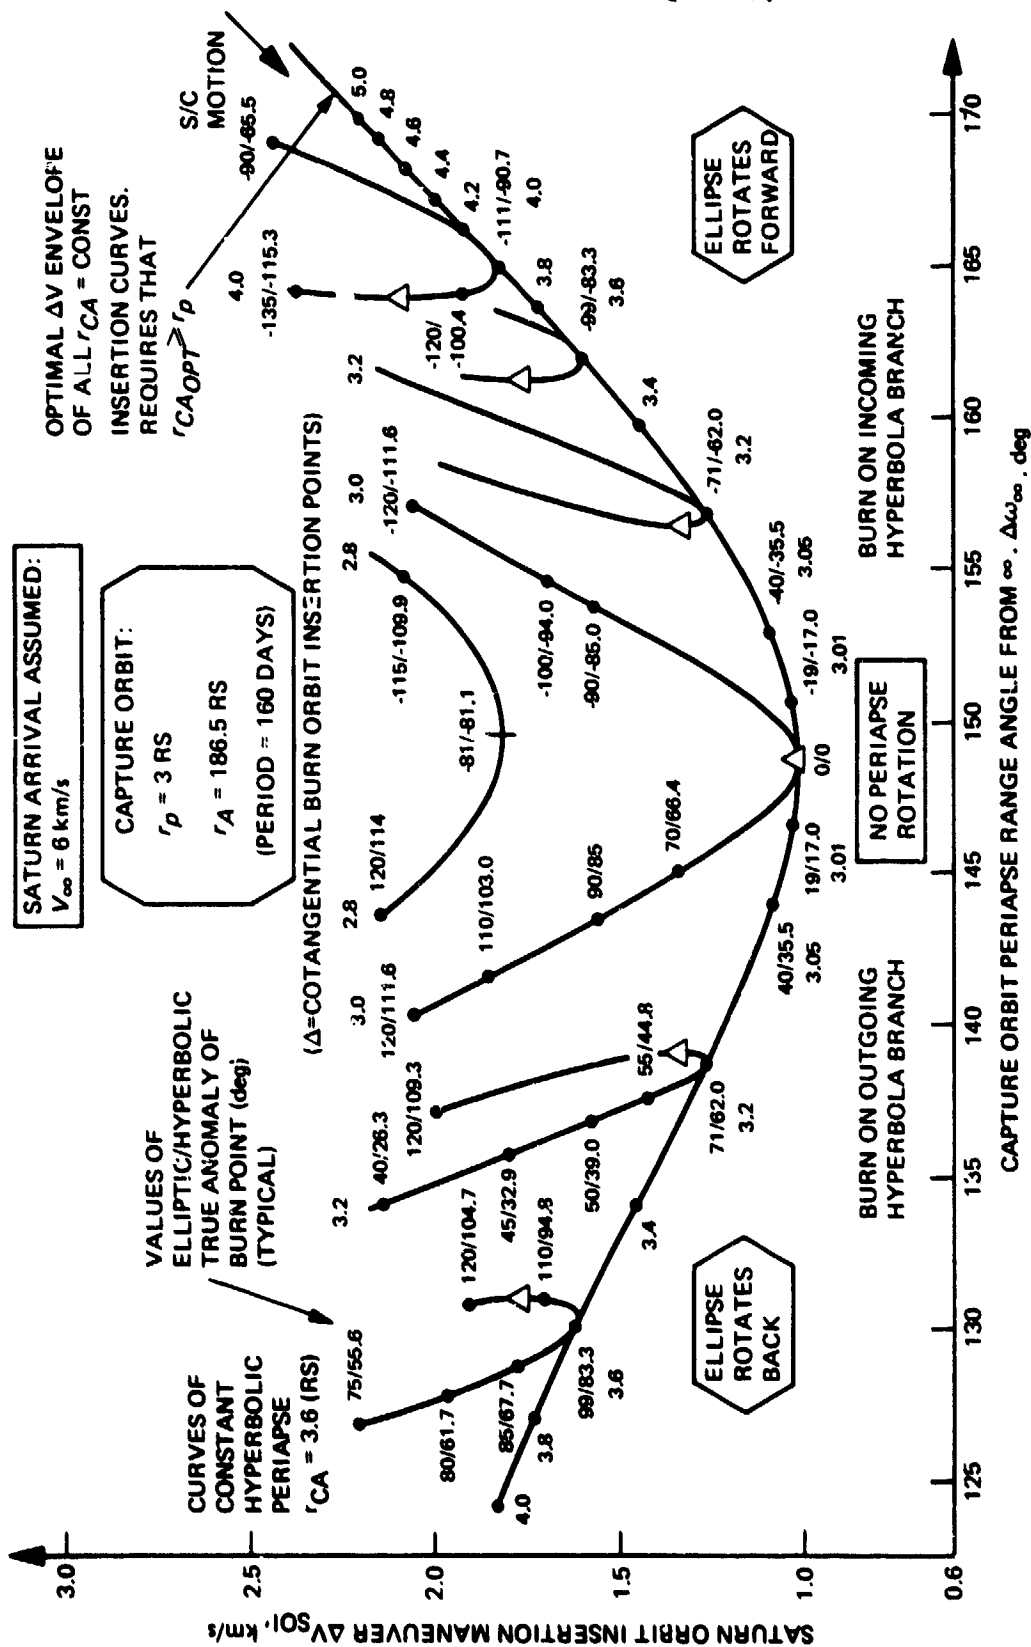 SATURN ARRIVAL ASSUMED:
V∞ = 6 km/s
CAPTURE ORBIT:
rp = 3 RS
rA = 186.5 RS
(PERIOD = 160 DAYS)
(Δ=COTANGENTIAL BURN ORBIT INSERTION POINTS)
OPTIMAL ΔV ENVELOPE
OF ALL rCA = CONST
INSERTION CURVES.
REQUIRES THAT
rCAOPT ≥ rp
S/C
MOTION
VALUES OF
ELLIPTIC/HYPERBOLIC
TRUE ANOMALY OF
BURN POINT (deg)
(TYPICAL)
CURVES OF
CONSTANT
HYPERBOLIC
PERIAPSE
rCA = 3.6 (RS)
75/55.6
80/61.7
85/67.7
99/83.3
3.6
3.8
4.0
120/104.7
110/94.8
3.4
3.2
40/26.3
45/32.9
50/39.0
120/109.3
55/44.8
71/62.0
3.2
3.0
120/111.6
110/103.0
90/85
70/66.4
40/35.5
3.05
19/17.0
3.01
0/0
2.8
120/114
-81/-81.1
2.8
-115/-109.9
3.0
-120/-111.6
-100/-94.0
-90/-85.0
-19/-17.0
3.01
-40/-35.5
3.05
3.2
-71/-62.0
3.2
3.4
-120/
-100.4
-99/-83.3
3.6
3.8
4.0
-135/-115.3
-111/-90.7
4.0
-90/-65.5
4.2
4.4
4.6
4.8
5.0
ELLIPSE
ROTATES
BACK
BURN ON OUTGOING
HYPERBOLA BRANCH
NO PERIAPSE
ROTATION
BURN ON INCOMING
HYPERBOLA BRANCH
ELLIPSE
ROTATES
FORWARD
SATURN ORBIT INSERTION MANEUVER ΔVSOI, km/s
3.0
2.5
2.0
1.5
1.0
0.6
125
130
135
140
145
150
155
160
165
170
CAPTURE ORBIT PERIAPSE RANGE ANGLE FROM ∞, Δω∞, deg